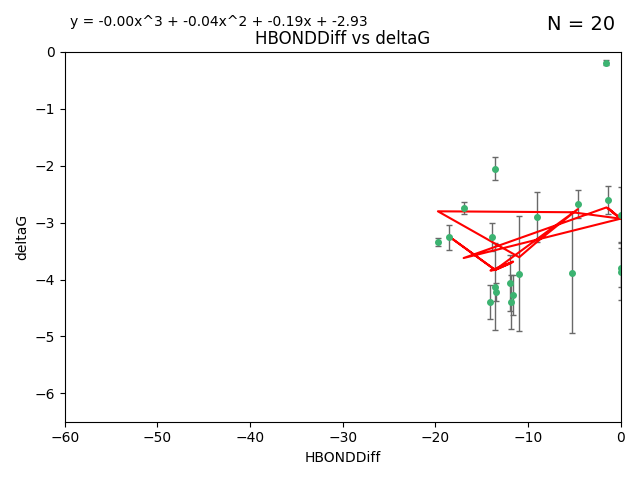 y = -0.00x^3 + -0.04x^2 + -0.19x + -2.93
N = 20
HBONDDiff vs deltaG
0
−1
−2
−3
−4
−5
−6
deltaG
−60
−50
−40
−30
−20
−10
0
HBONDDiff